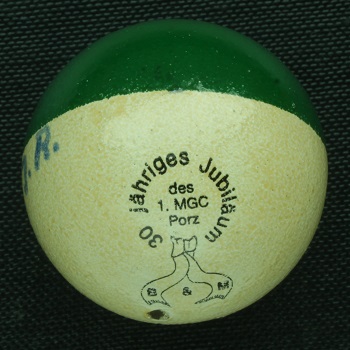 .R.
30 jähriges Jubiläum
des
1. MGC
Porz
B & M